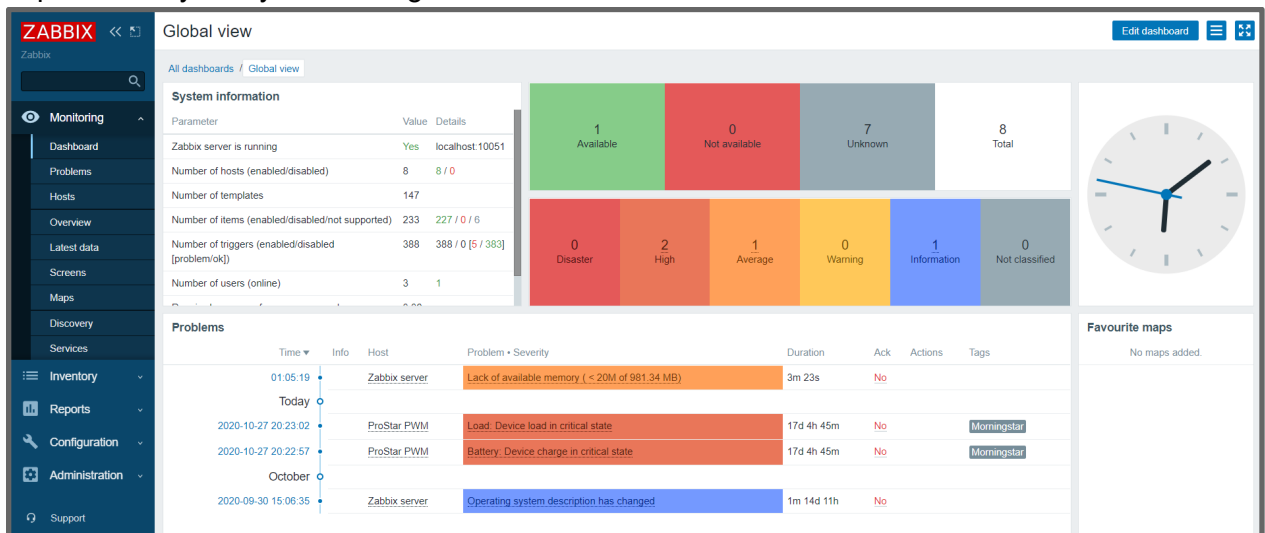 ZABBIX
Zabbix
Monitoring
Dashboard
Problems
Hosts
Overview
Latest data
Screens
Maps
Discovery
Services
Inventory
Reports
Configuration
Administration
Support
Global view
Edit dashboard
All dashboards / Global view
System information
Parameter Value Details
Zabbix server is running Yes localhost:10051
Number of hosts (enabled/disabled) 8 8 / 0
Number of templates 147
Number of items (enabled/disabled/not supported) 233 227 / 0 / 6
Number of triggers (enabled/disabled 388 388 / 0 [5 / 383]
[problem/ok])
Number of users (online) 3 1
1 0 7 8
Available Not available Unknown Total
0 2 1 0 1 0
Disaster High Average Warning Information Not classified
Problems
Time ▼ Info Host Problem • Severity Duration Ack Actions Tags
01:05:19 Zabbix server Lack of available memory ( < 20M of 981.34 MB) 3m 23s No
Today
2020-10-27 20:23:02 ProStar PWM Load: Device load in critical state 17d 4h 45m No Morningstar
2020-10-27 20:22:57 ProStar PWM Battery: Device charge in critical state 17d 4h 45m No Morningstar
October
2020-09-30 15:06:35 Zabbix server Operating system description has changed 1m 14d 11h No
Favourite maps
No maps added.